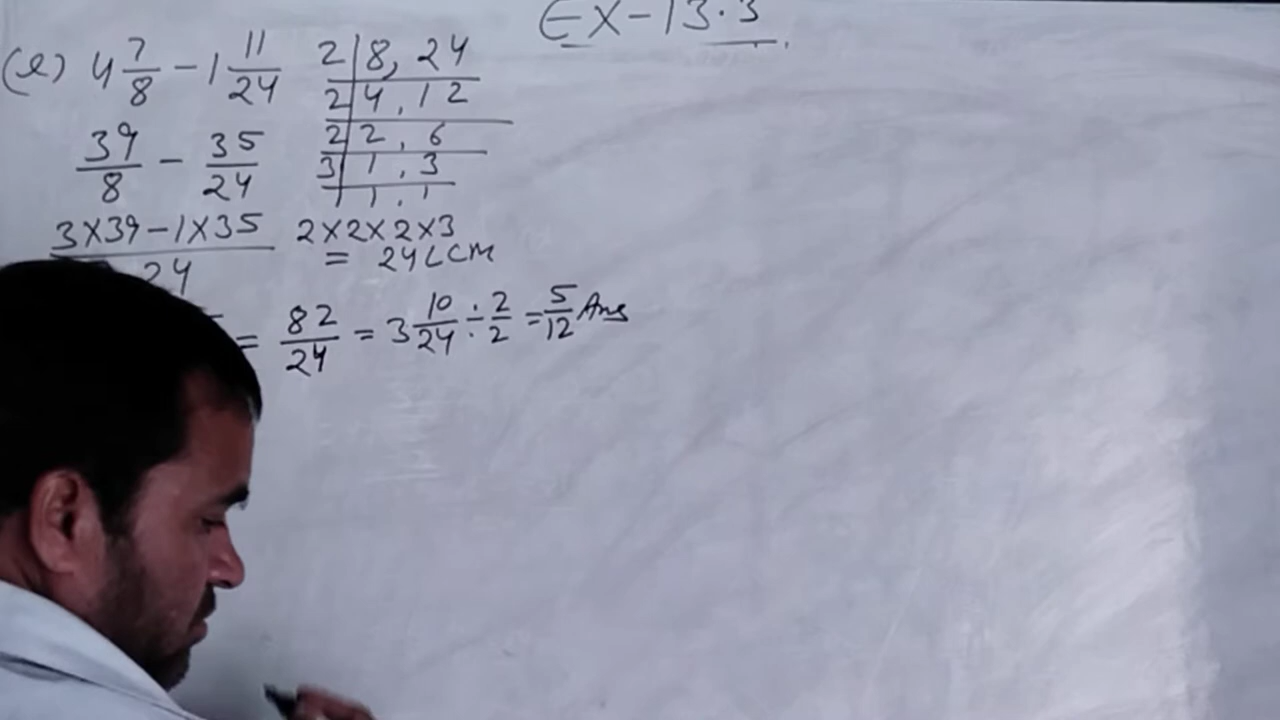 Ex-13.3
(e) 4 7/8 - 1 11/24
39/8 - 35/24
3×39-1×35
24
= 82/24 = 3 10/24 ÷ 2/2 = 5/12 Ans
2 | 8, 24
2 | 4, 12
2 | 2, 6
3 | 1, 3
1, 1
2×2×2×3
= 24 LCM